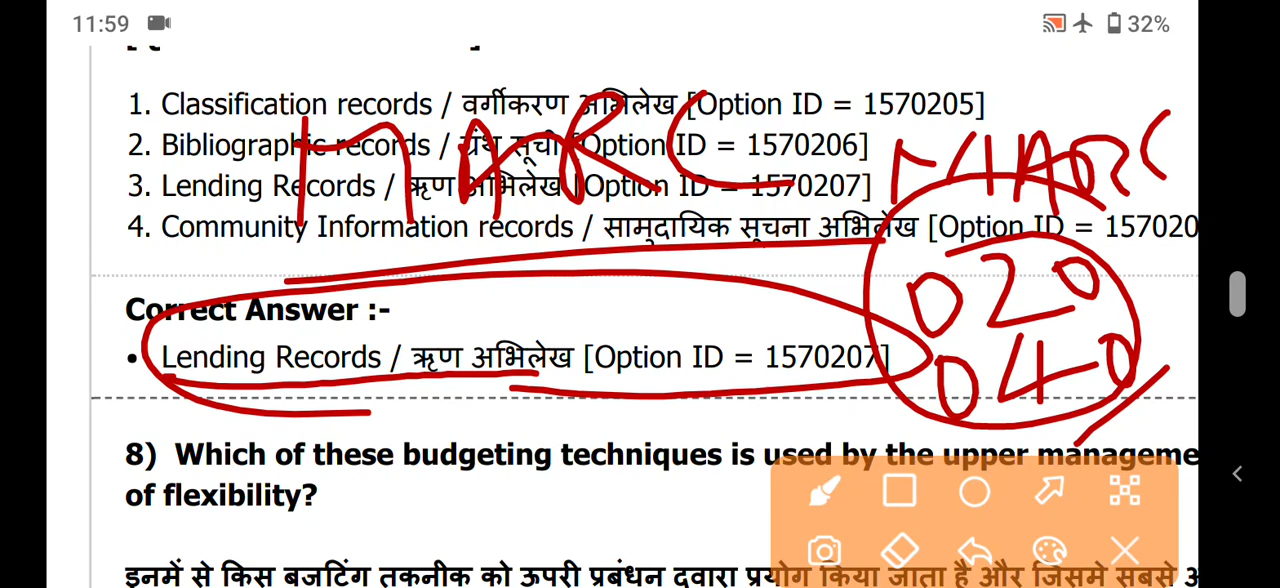 11:59 32%
1. Classification records / वर्गीकरण अभिलेख [Option ID = 1570205]
2. Bibliographic records / ग्रंथ सूची [Option ID = 1570206]
3. Lending Records / ऋण अभिलेख [Option ID = 1570207]
4. Community Information records / सामुदायिक सूचना अभिलेख [Option ID = 157020
MARC
MARC
020
040
Correct Answer :-
• Lending Records / ऋण अभिलेख [Option ID = 1570207]
8) Which of these budgeting techniques is used by the upper manageme
of flexibility?
इनमें से किस बजटिंग तकनीक को ऊपरी प्रबंधन द्वारा प्रयोग किया जाता है और जिसमे सबसे अ